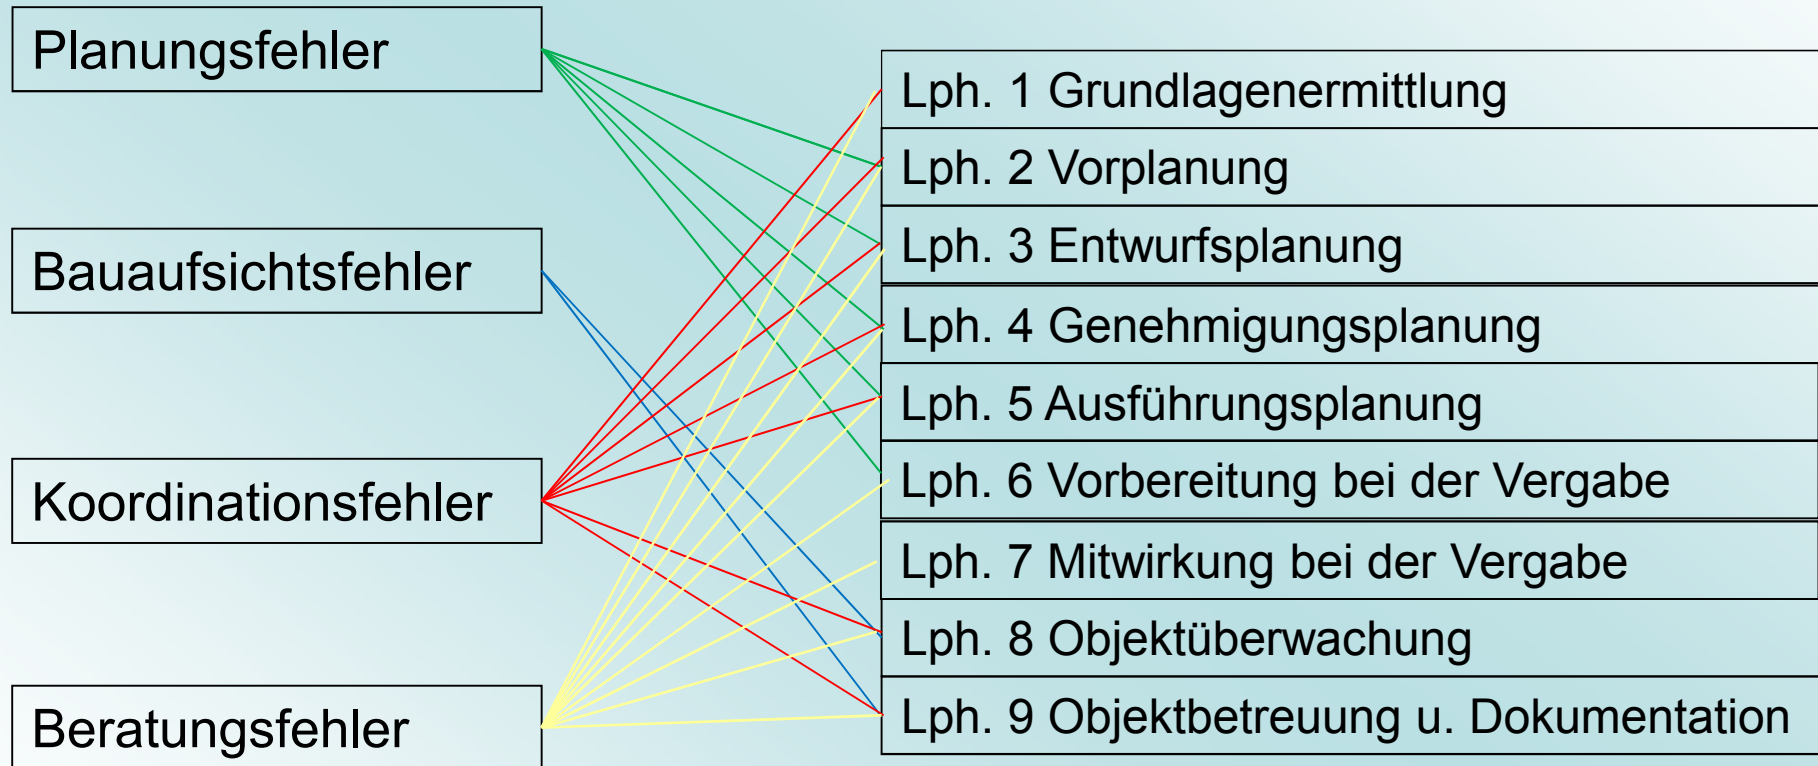 Planungsfehler
Bauaufsichtsfehler
Koordinationsfehler
Beratungsfehler
Lph. 1 Grundlagenermittlung
Lph. 2 Vorplanung
Lph. 3 Entwurfsplanung
Lph. 4 Genehmigungsplanung
Lph. 5 Ausführungsplanung
Lph. 6 Vorbereitung bei der Vergabe
Lph. 7 Mitwirkung bei der Vergabe
Lph. 8 Objektüberwachung
Lph. 9 Objektbetreuung u. Dokumentation